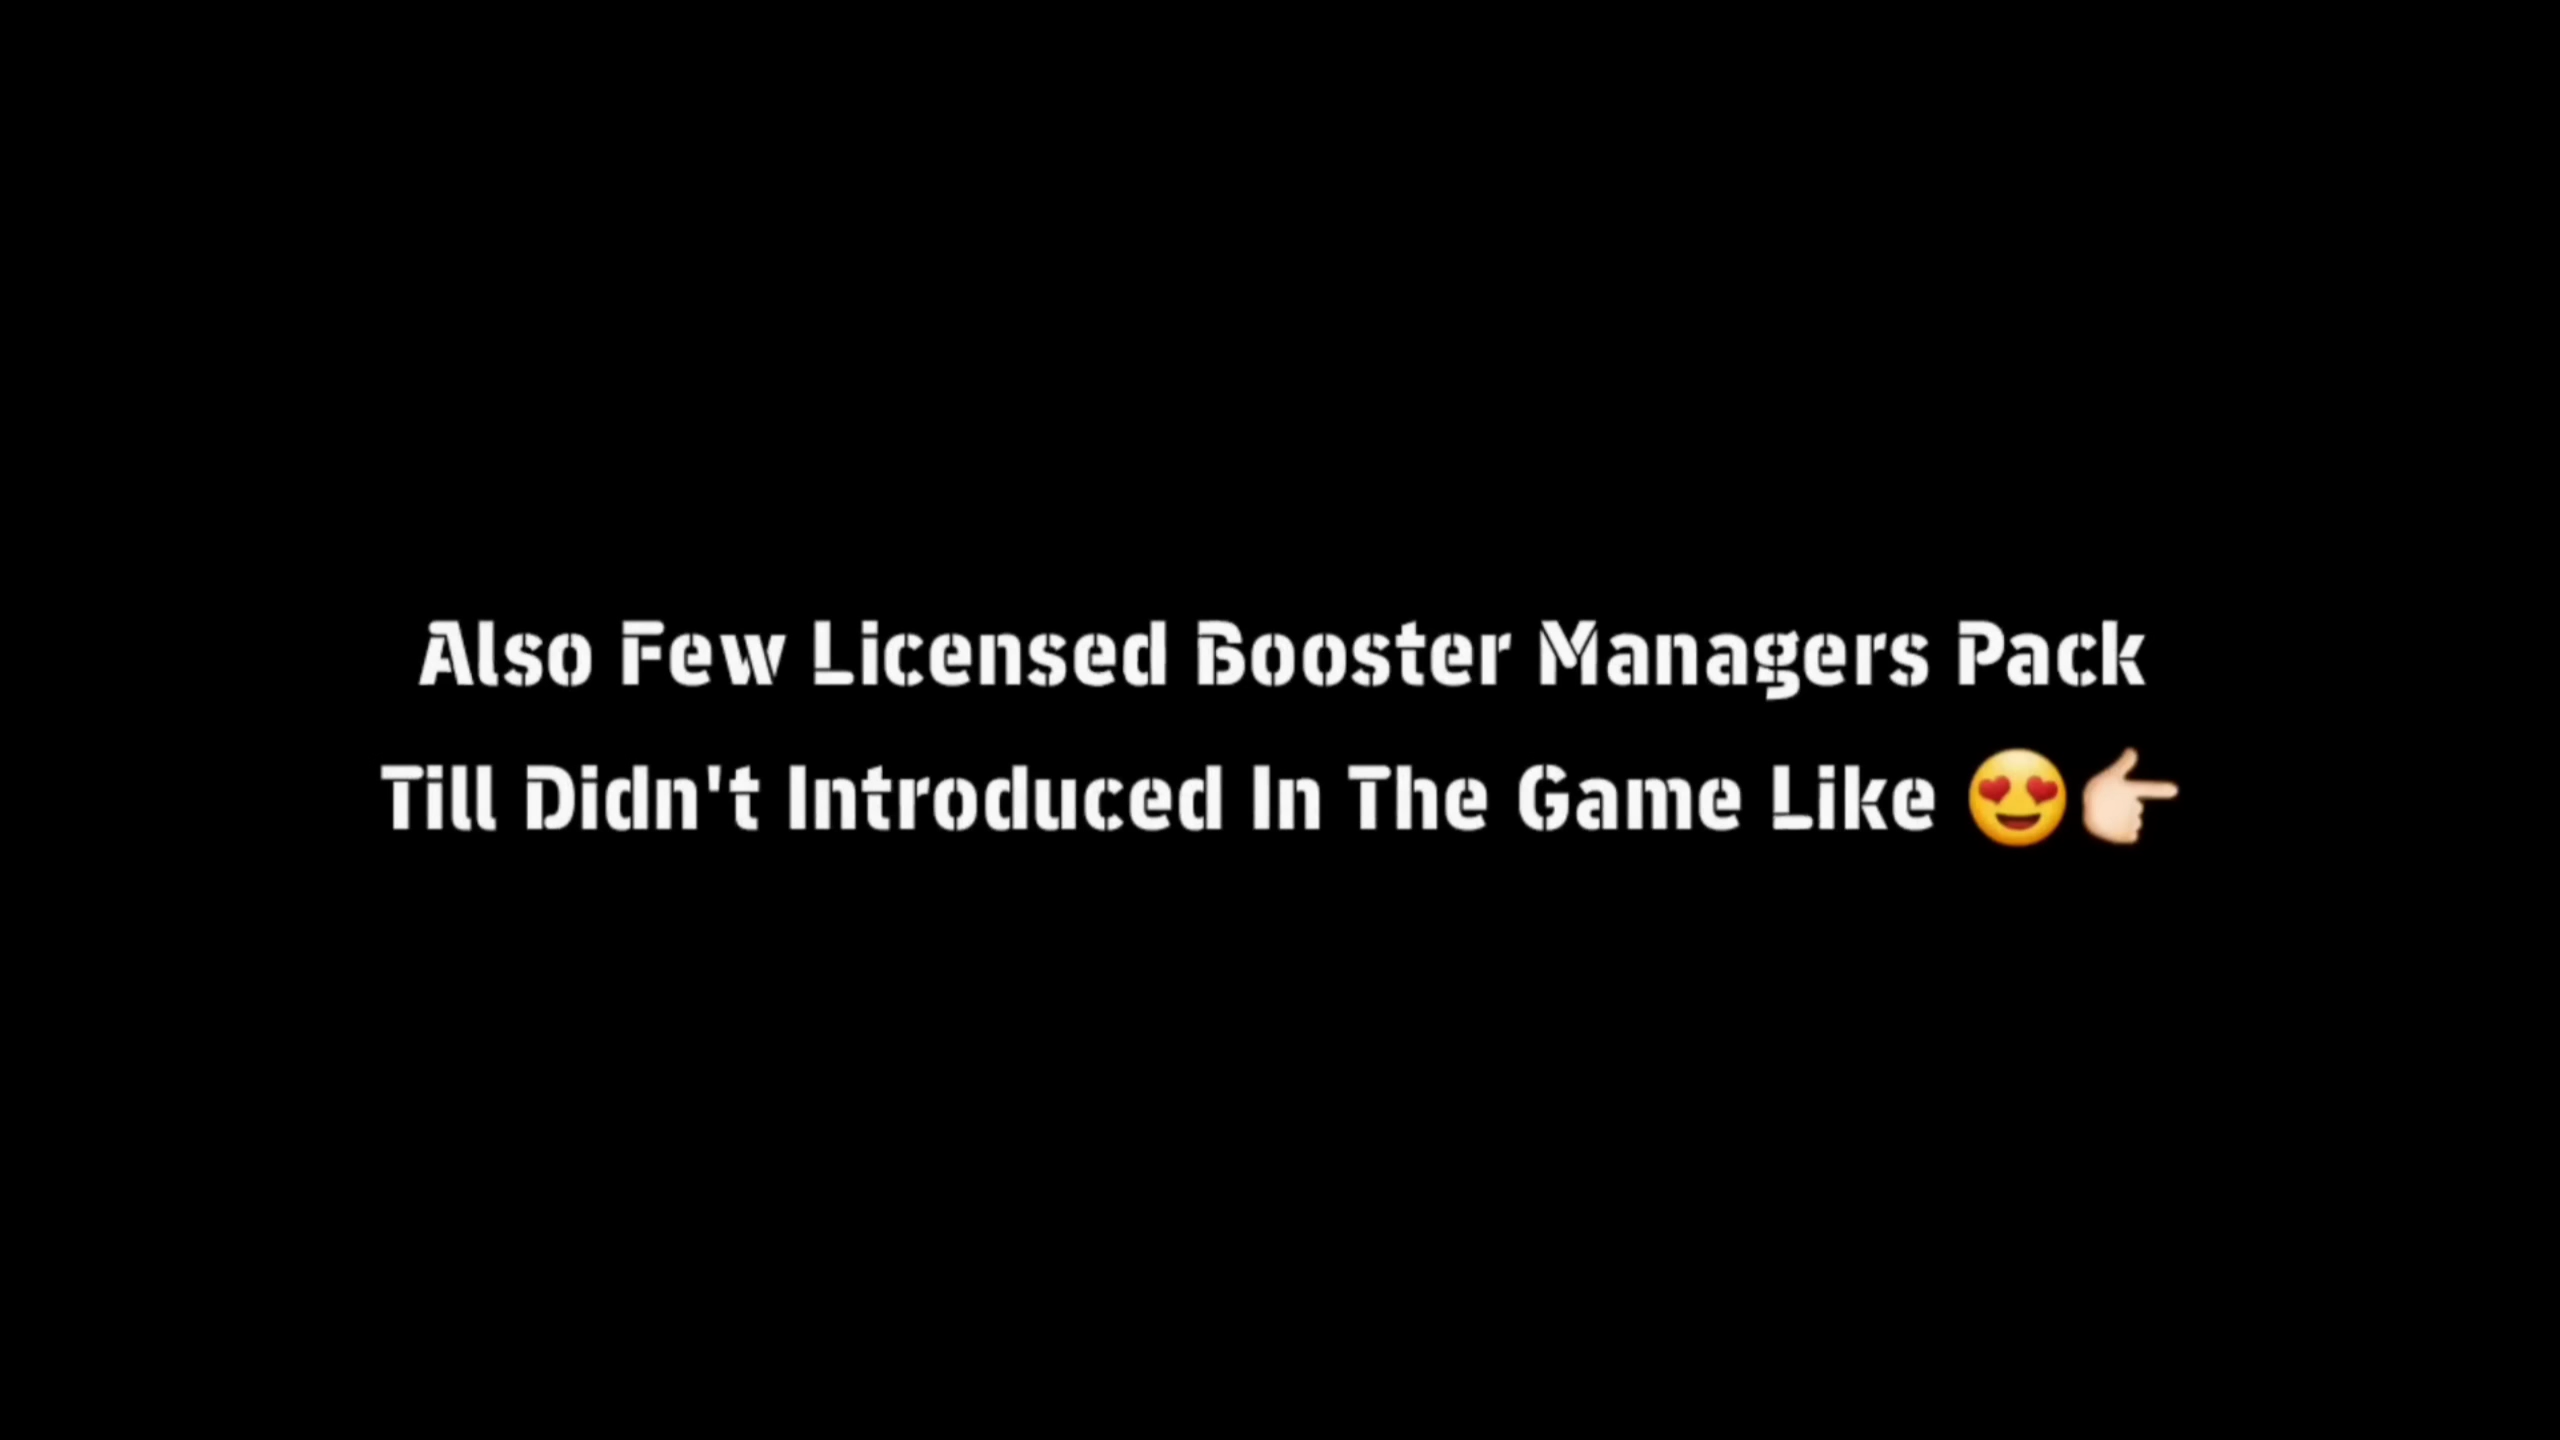 Also Few Licensed Booster Managers Pack
Till Didn't Introduced In The Game Like 😍👉🏻